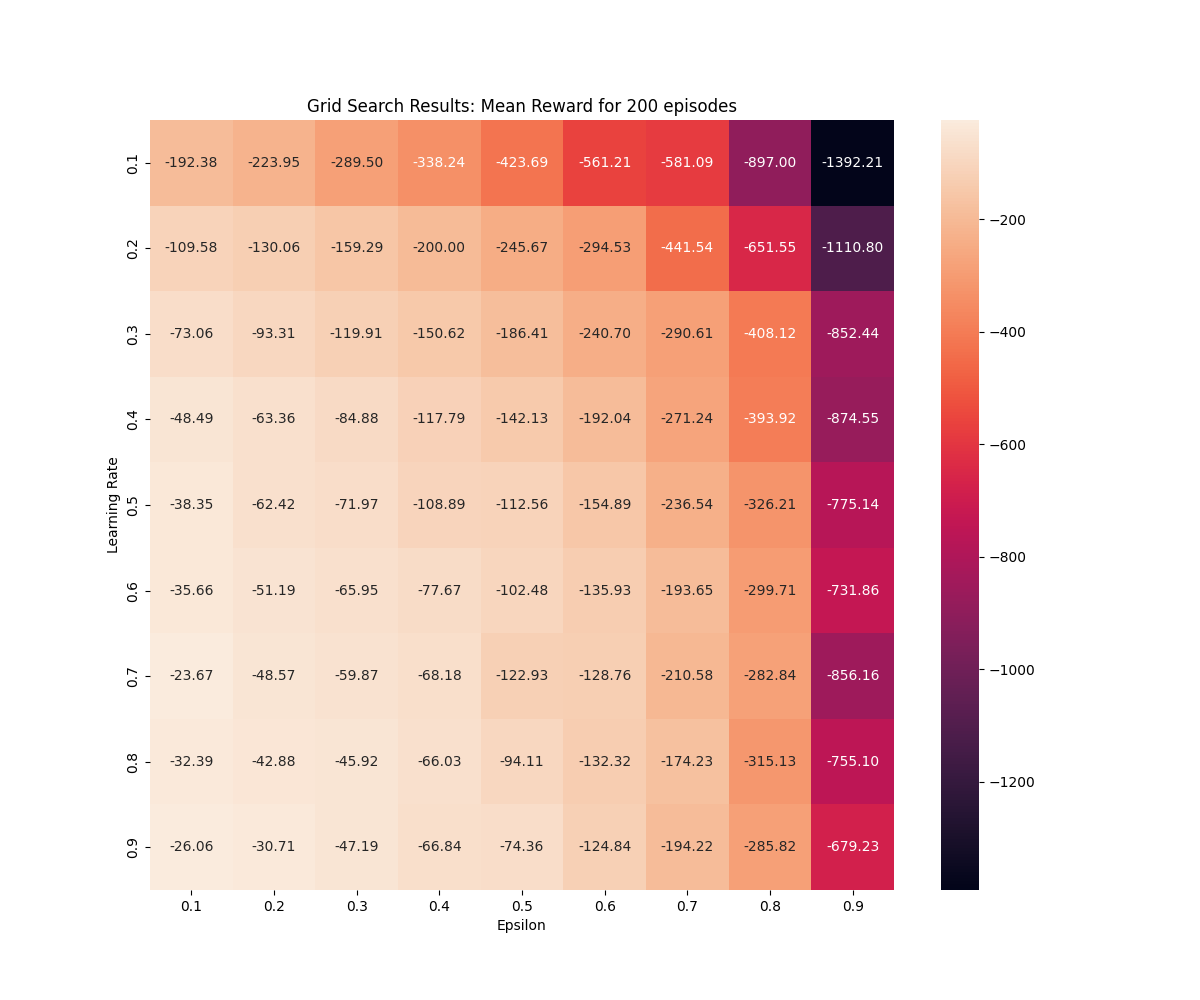 Grid Search Results: Mean Reward for 200 episodes
0.1 -192.38 -223.95 -289.50 -338.24 -423.69 -561.21 -581.09 -897.00 -1392.21
0.2 -109.58 -130.06 -159.29 -200.00 -245.67 -294.53 -441.54 -651.55 -1110.80
0.3 -73.06 -93.31 -119.91 -150.62 -186.41 -240.70 -290.61 -408.12 -852.44
0.4 -48.49 -63.36 -84.88 -117.79 -142.13 -192.04 -271.24 -393.92 -874.55
0.5 -38.35 -62.42 -71.97 -108.89 -112.56 -154.89 -236.54 -326.21 -775.14
0.6 -35.66 -51.19 -65.95 -77.67 -102.48 -135.93 -193.65 -299.71 -731.86
0.7 -23.67 -48.57 -59.87 -68.18 -122.93 -128.76 -210.58 -282.84 -856.16
0.8 -32.39 -42.88 -45.92 -66.03 -94.11 -132.32 -174.23 -315.13 -755.10
0.9 -26.06 -30.71 -47.19 -66.84 -74.36 -124.84 -194.22 -285.82 -679.23
0.1 0.2 0.3 0.4 0.5 0.6 0.7 0.8 0.9
Epsilon
Learning Rate
−200
−400
−600
−800
−1000
−1200